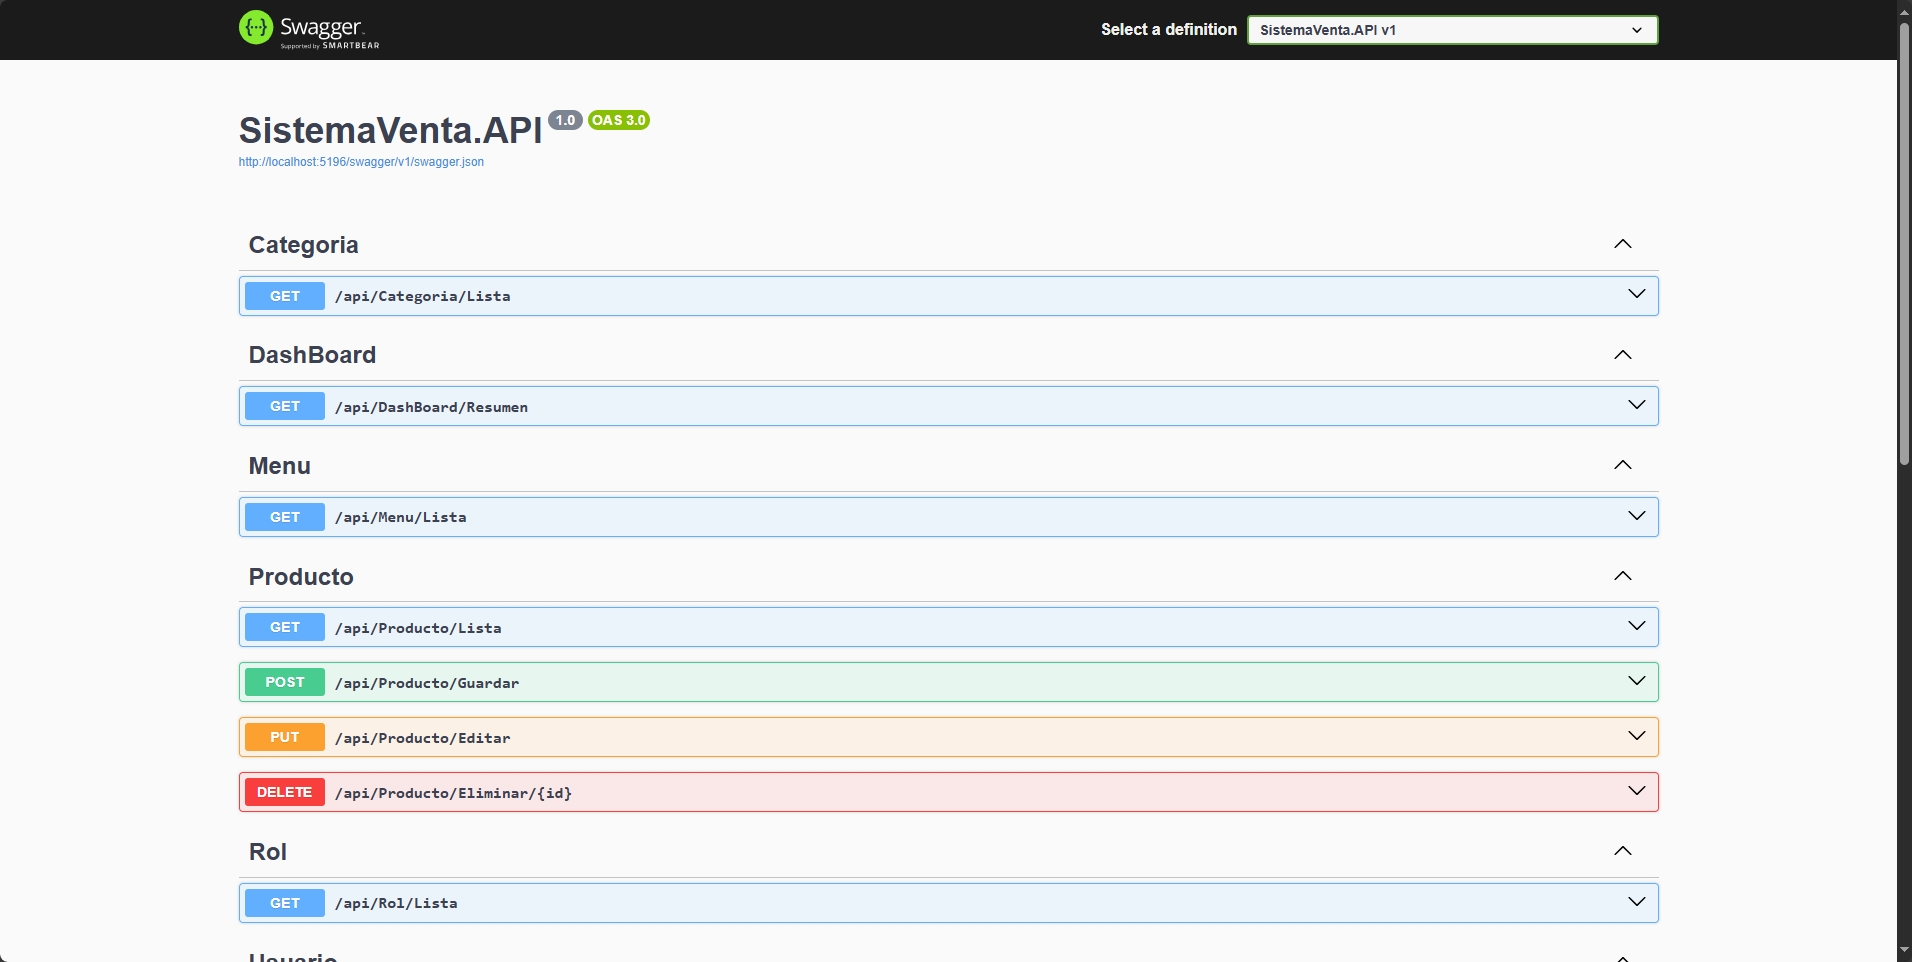 Swagger.
Supported by SMARTBEAR
Select a definition
SistemaVenta.API v1
SistemaVenta.API 1.0 OAS 3.0
http://localhost:5196/swagger/v1/swagger.json
Categoria
GET /api/Categoria/Lista
DashBoard
GET /api/DashBoard/Resumen
Menu
GET /api/Menu/Lista
Producto
GET /api/Producto/Lista
POST /api/Producto/Guardar
PUT /api/Producto/Editar
DELETE /api/Producto/Eliminar/{id}
Rol
GET /api/Rol/Lista
Usuario